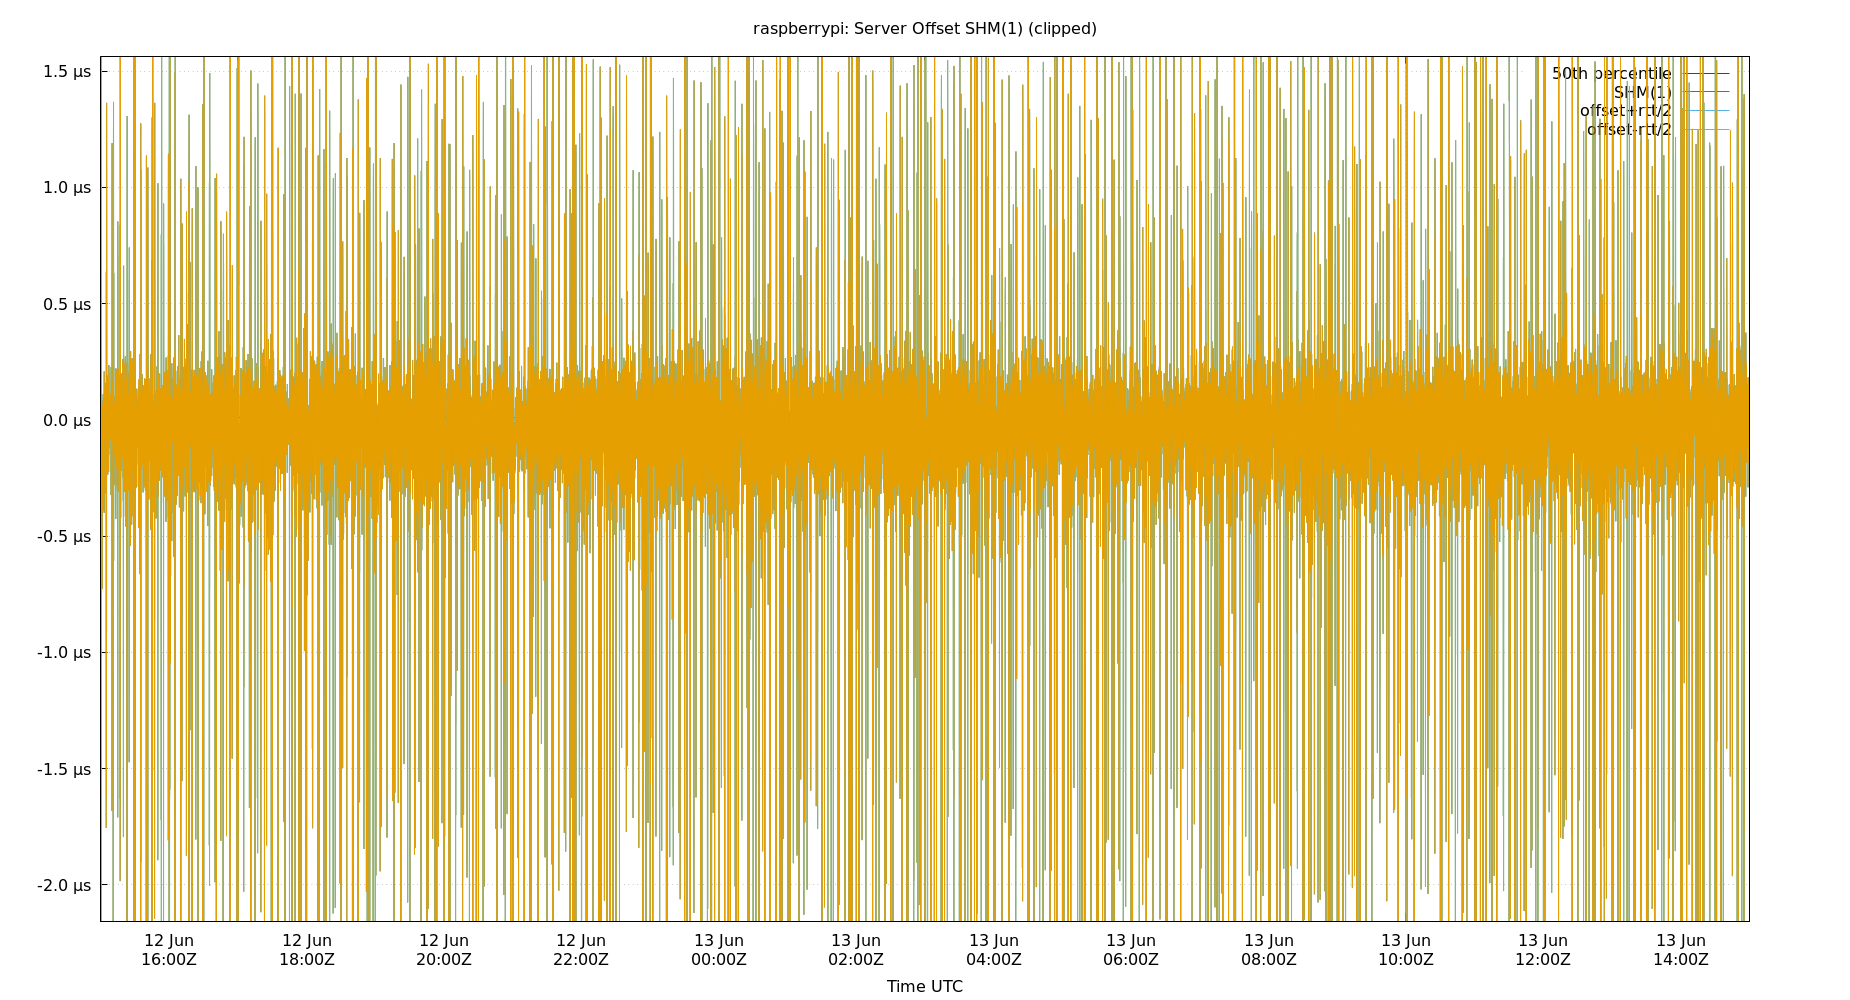 raspberrypi: Server Offset SHM(1) (clipped)
1.5 µs
1.0 µs
0.5 µs
0.0 µs
-0.5 µs
-1.0 µs
-1.5 µs
-2.0 µs
50th percentile
SHM(1)
offset+rtt/2
offset-rtt/2
12 Jun 12 Jun 12 Jun 12 Jun 13 Jun 13 Jun 13 Jun 13 Jun 13 Jun 13 Jun 13 Jun 13 Jun
16:00Z 18:00Z 20:00Z 22:00Z 00:00Z 02:00Z 04:00Z 06:00Z 08:00Z 10:00Z 12:00Z 14:00Z
Time UTC